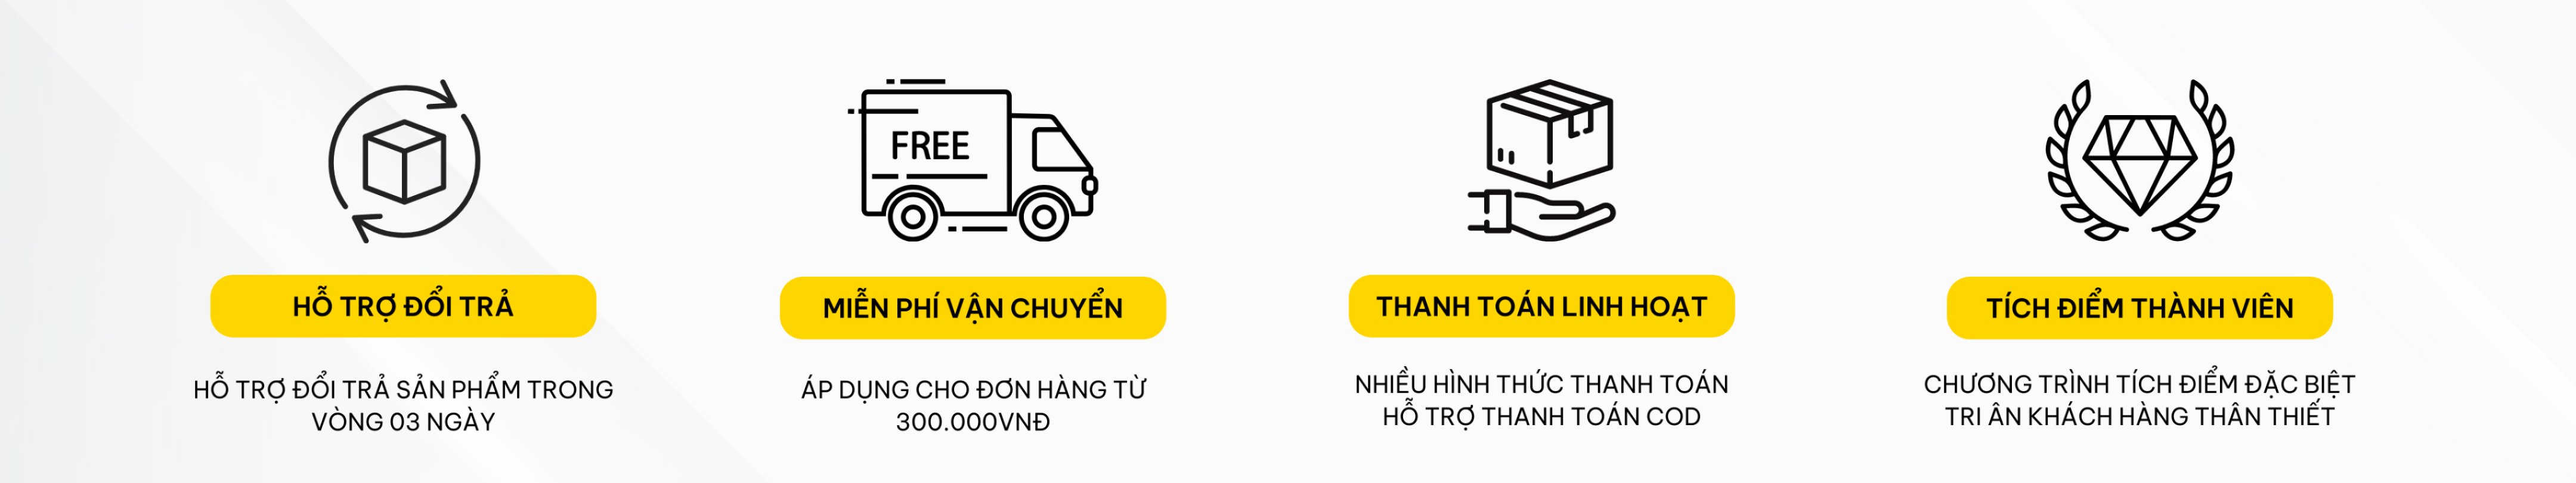 FREE
HỖ TRỢ ĐỔI TRẢ
MIỄN PHÍ VẬN CHUYỂN
THANH TOÁN LINH HOẠT
TÍCH ĐIỂM THÀNH VIÊN
HỖ TRỢ ĐỔI TRẢ SẢN PHẨM TRONG
VÒNG 03 NGÀY
ÁP DỤNG CHO ĐƠN HÀNG TỪ
300.000VNĐ
NHIỀU HÌNH THỨC THANH TOÁN
HỖ TRỢ THANH TOÁN COD
CHƯƠNG TRÌNH TÍCH ĐIỂM ĐẶC BIỆT
TRI ÂN KHÁCH HÀNG THÂN THIẾT